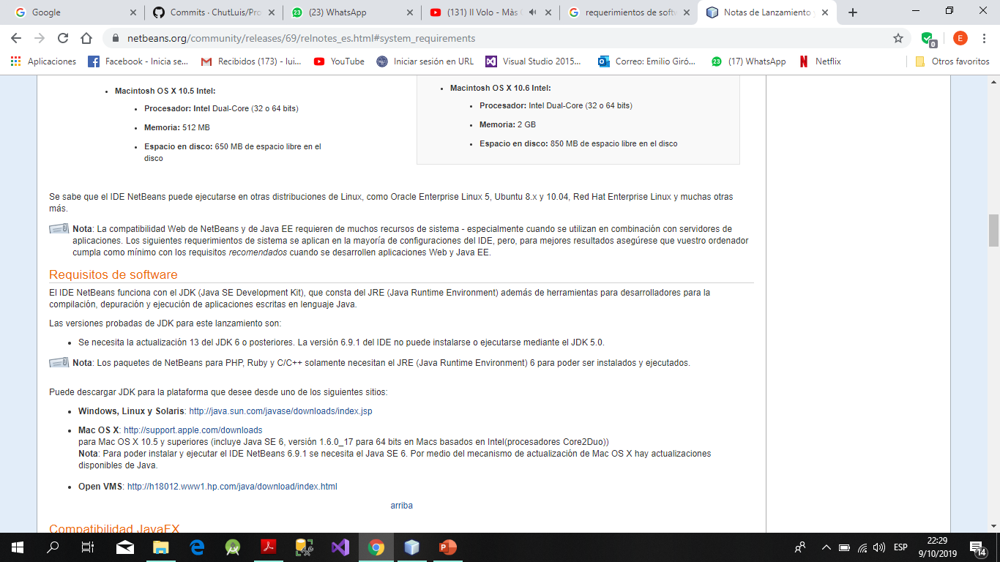 Google
Commits · ChutLuis/Pro
(23) WhatsApp
(131) Il Volo - Màs
requerimientos de softw
Notas de Lanzamiento y
netbeans.org/community/releases/69/relnotes_es.html#system_requirements
0
E
Aplicaciones
Facebook - Inicia se...
Recibidos (173) - lui...
YouTube
Iniciar sesión en URL
Visual Studio 2015...
Correo: Emilio Giró...
(17) WhatsApp
Netflix
Otros favoritos
Macintosh OS X 10.5 Intel:
Procesador: Intel Dual-Core (32 o 64 bits)
Memoria: 512 MB
Espacio en disco: 650 MB de espacio libre en el
disco
Macintosh OS X 10.6 Intel:
Procesador: Intel Dual-Core (32 o 64 bits)
Memoria: 2 GB
Espacio en disco: 850 MB de espacio libre en el disco
Se sabe que el IDE NetBeans puede ejecutarse en otras distribuciones de Linux, como Oracle Enterprise Linux 5, Ubuntu 8.x y 10.04, Red Hat Enterprise Linux y muchas otras
más.
Nota: La compatibilidad Web de NetBeans y de Java EE requieren de muchos recursos de sistema - especialmente cuando se utilizan en combinación con servidores de
aplicaciones. Los siguientes requerimientos de sistema se aplican en la mayoría de configuraciones del IDE, pero, para mejores resultados asegúrese que vuestro ordenador
cumpla como mínimo con los requisitos recomendados cuando se desarrollen aplicaciones Web y Java EE.
Requisitos de software
El IDE NetBeans funciona con el JDK (Java SE Development Kit), que consta del JRE (Java Runtime Environment) además de herramientas para desarrolladores para la
compilación, depuración y ejecución de aplicaciones escritas en lenguaje Java.
Las versiones probadas de JDK para este lanzamiento son:
Se necesita la actualización 13 del JDK 6 o posteriores. La versión 6.9.1 del IDE no puede instalarse o ejecutarse mediante el JDK 5.0.
Nota: Los paquetes de NetBeans para PHP, Ruby y C/C++ solamente necesitan el JRE (Java Runtime Environment) 6 para poder ser instalados y ejecutados.
Puede descargar JDK para la plataforma que desee desde uno de los siguientes sitios:
Windows, Linux y Solaris: http://java.sun.com/javase/downloads/index.jsp
Mac OS X: http://support.apple.com/downloads
para Mac OS X 10.5 y superiores (incluye Java SE 6, versión 1.6.0_17 para 64 bits en Macs basados en Intel(procesadores Core2Duo))
Nota: Para poder instalar y ejecutar el IDE NetBeans 6.9.1 se necesita el Java SE 6. Por medio del mecanismo de actualización de Mac OS X hay actualizaciones
disponibles de Java.
Open VMS: http://h18012.www1.hp.com/java/download/index.html
arriba
Compatibilidad JavaFX
ESP
22:29
9/10/2019
14